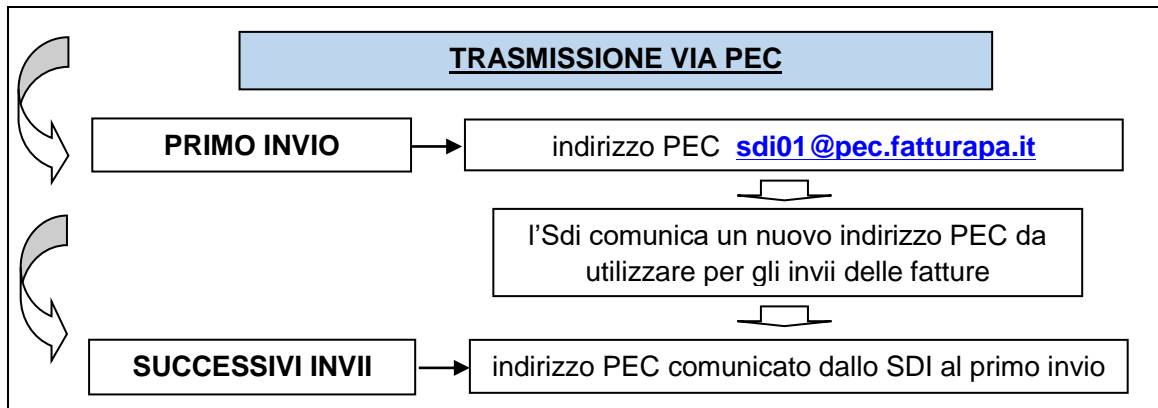 TRASMISSIONE VIA PEC
PRIMO INVIO
indirizzo PEC sdi01@pec.fatturapa.it
l'Sdi comunica un nuovo indirizzo PEC da
utilizzare per gli invii delle fatture
SUCCESSIVI INVII
indirizzo PEC comunicato dallo SDI al primo invio